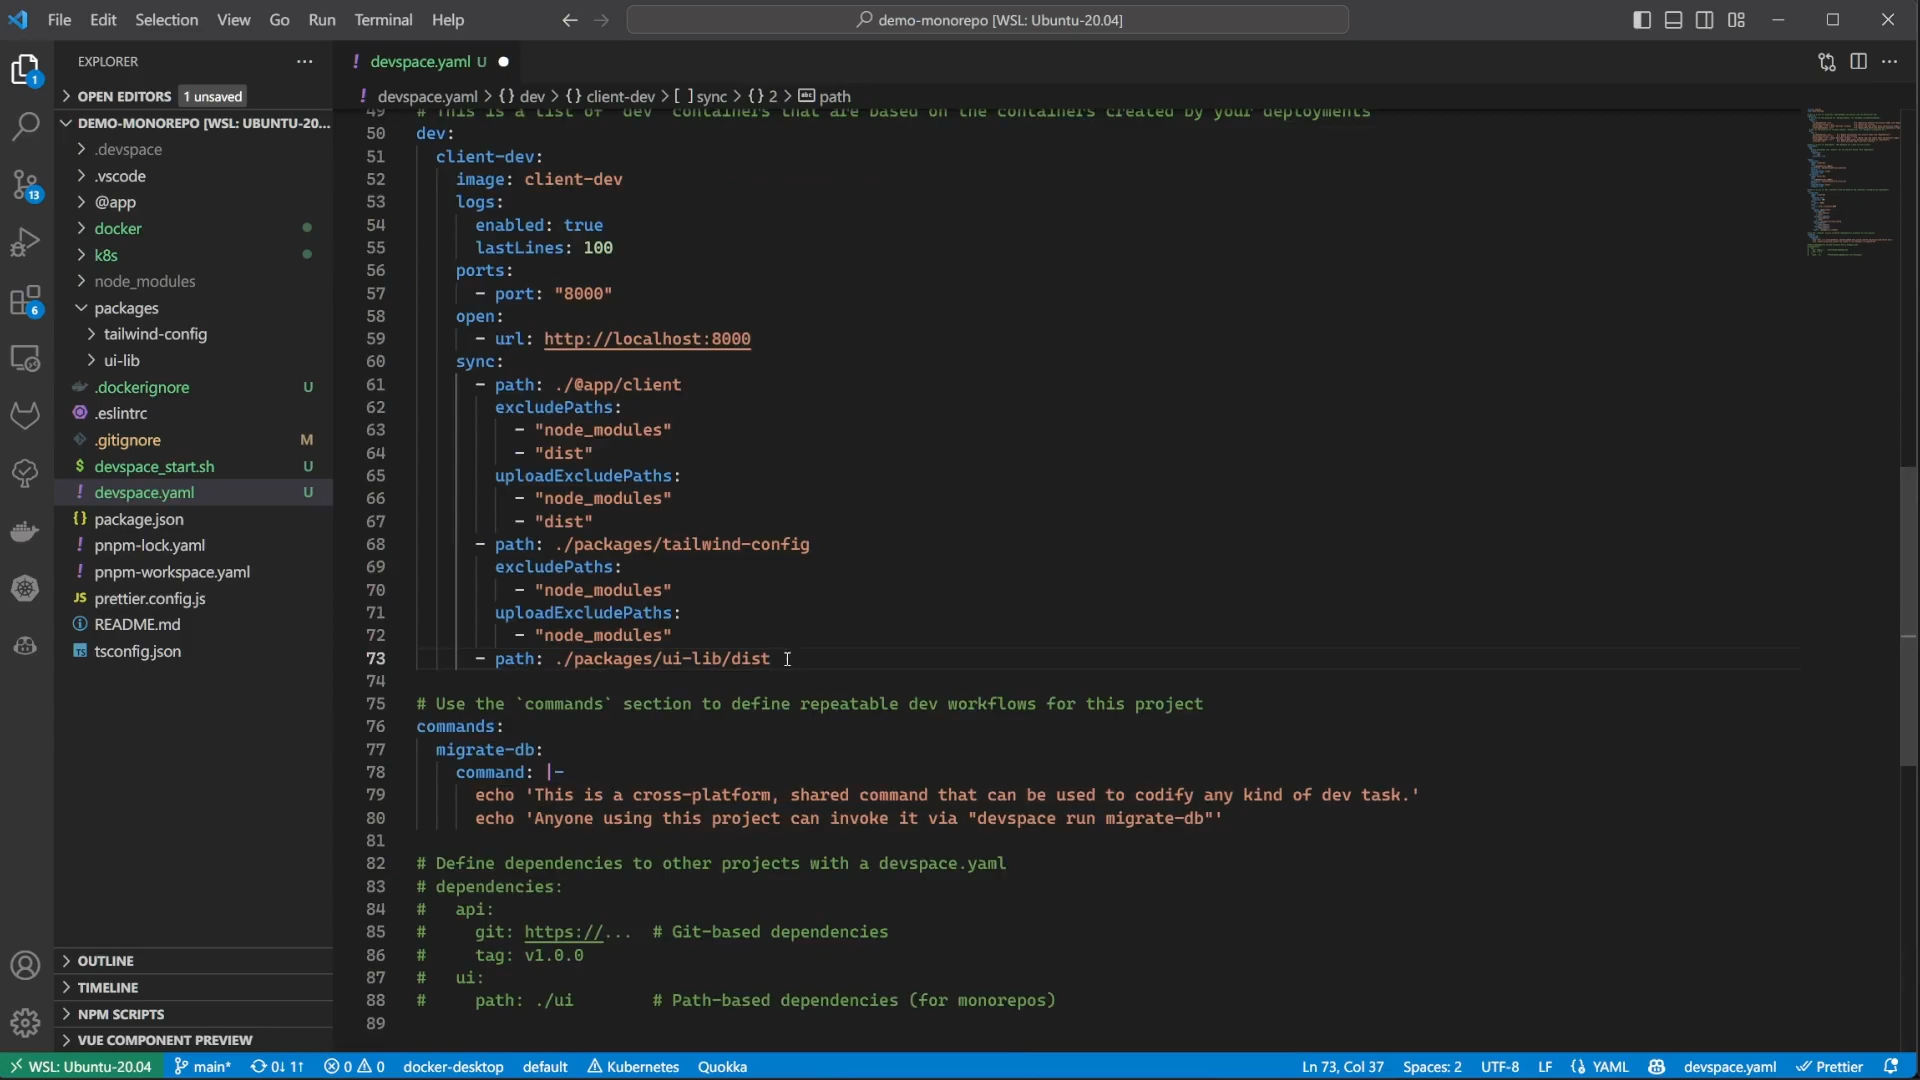 File Edit Selection View Go Run Terminal Help
demo-monorepo [WSL: Ubuntu-20.04]
EXPLORER
OPEN EDITORS 1 unsaved
DEMO-MONOREPO [WSL: UBUNTU-20...
.devspace
.vscode
@app
docker
k8s
node_modules
packages
tailwind-config
ui-lib
.dockerignore U
.eslintrc
.gitignore M
devspace_start.sh U
devspace.yaml U
package.json
pnpm-lock.yaml
pnpm-workspace.yaml
prettier.config.js
README.md
tsconfig.json
OUTLINE
TIMELINE
NPM SCRIPTS
VUE COMPONENT PREVIEW
1
13
6
devspace.yaml U
devspace.yaml > {} dev > {} client-dev > [ ] sync > {} 2 > path
49 # This is a list of `dev` containers that are based on the containers created by your deployments
50 dev:
51 client-dev:
52 image: client-dev
53 logs:
54 enabled: true
55 lastLines: 100
56 ports:
57 - port: "8000"
58 open:
59 - url: http://localhost:8000
60 sync:
61 - path: ./@app/client
62 excludePaths:
63 - "node_modules"
64 - "dist"
65 uploadExcludePaths:
66 - "node_modules"
67 - "dist"
68 - path: ./packages/tailwind-config
69 excludePaths:
70 - "node_modules"
71 uploadExcludePaths:
72 - "node_modules"
73 - path: ./packages/ui-lib/dist
74
75 # Use the `commands` section to define repeatable dev workflows for this project
76 commands:
77 migrate-db:
78 command: |-
79 echo 'This is a cross-platform, shared command that can be used to codify any kind of dev task.'
80 echo 'Anyone using this project can invoke it via "devspace run migrate-db"'
81
82 # Define dependencies to other projects with a devspace.yaml
83 # dependencies:
84 # api:
85 # git: https://... # Git-based dependencies
86 # tag: v1.0.0
87 # ui:
88 # path: ./ui # Path-based dependencies (for monorepos)
89
WSL: Ubuntu-20.04 main* 0↓ 1↑ 0 0 docker-desktop default Kubernetes Quokka Ln 73, Col 37 Spaces: 2 UTF-8 LF {} YAML devspace.yaml Prettier